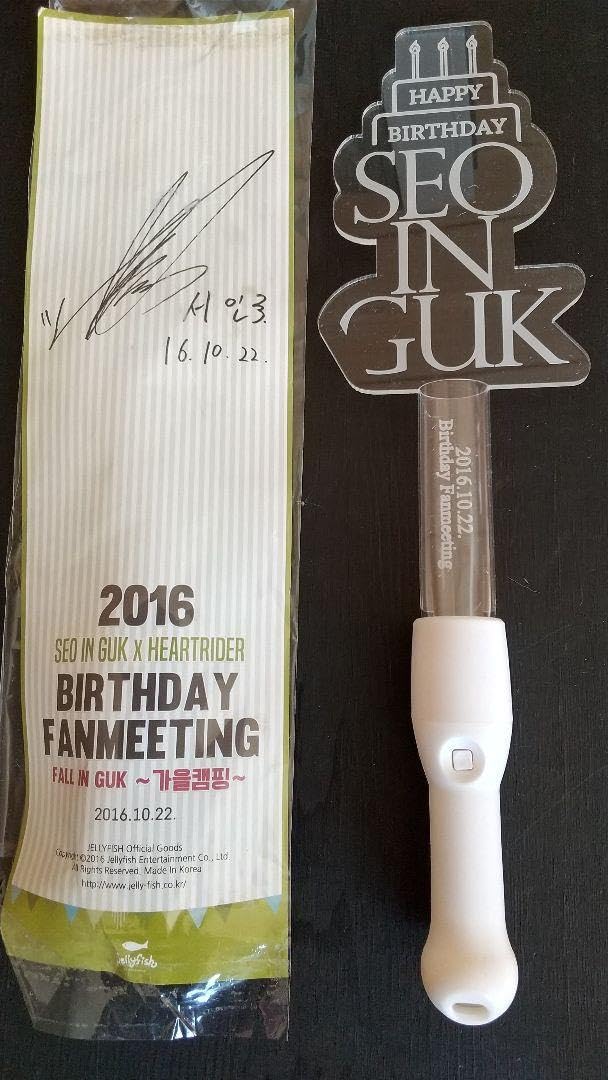 세인국
16.10.22.
2016
SEO IN GUK X HEARTRIDER
BIRTHDAY
FANMEETING
FALL IN GUK ~가을캠핑~
2016.10.22.
JELLYFISH Official Goods
Copyright ©2016 Jellyfish Entertainment Co., Ltd.
All Rights Reserved. Made In Korea
http://www.jelly-fish.co.kr/
jellyfish
HAPPY
BIRTHDAY
SEO
IN
GUK
2016.10.22.
Birthday Fanmeeting